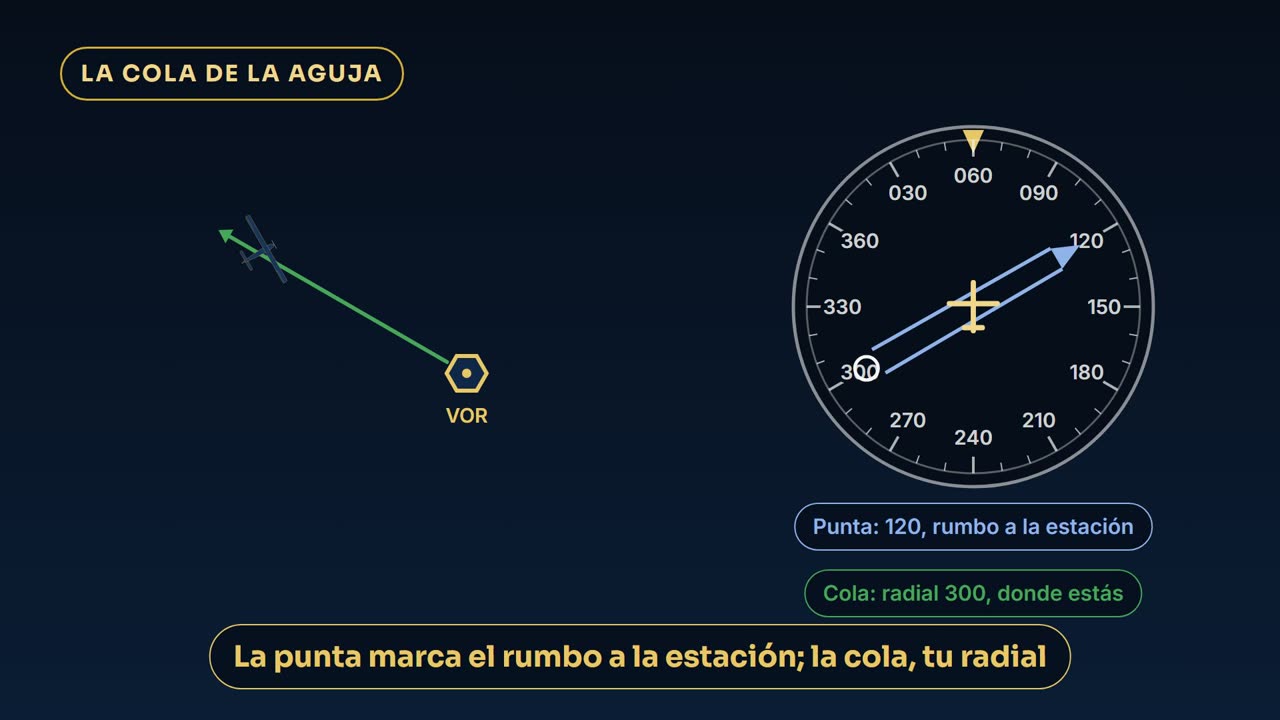 LA COLA DE LA AGUJA
060
030
090
360
120
330
150
300
180
270
210
240
VOR
Punta: 120, rumbo a la estación
Cola: radial 300, donde estás
La punta marca el rumbo a la estación; la cola, tu radial